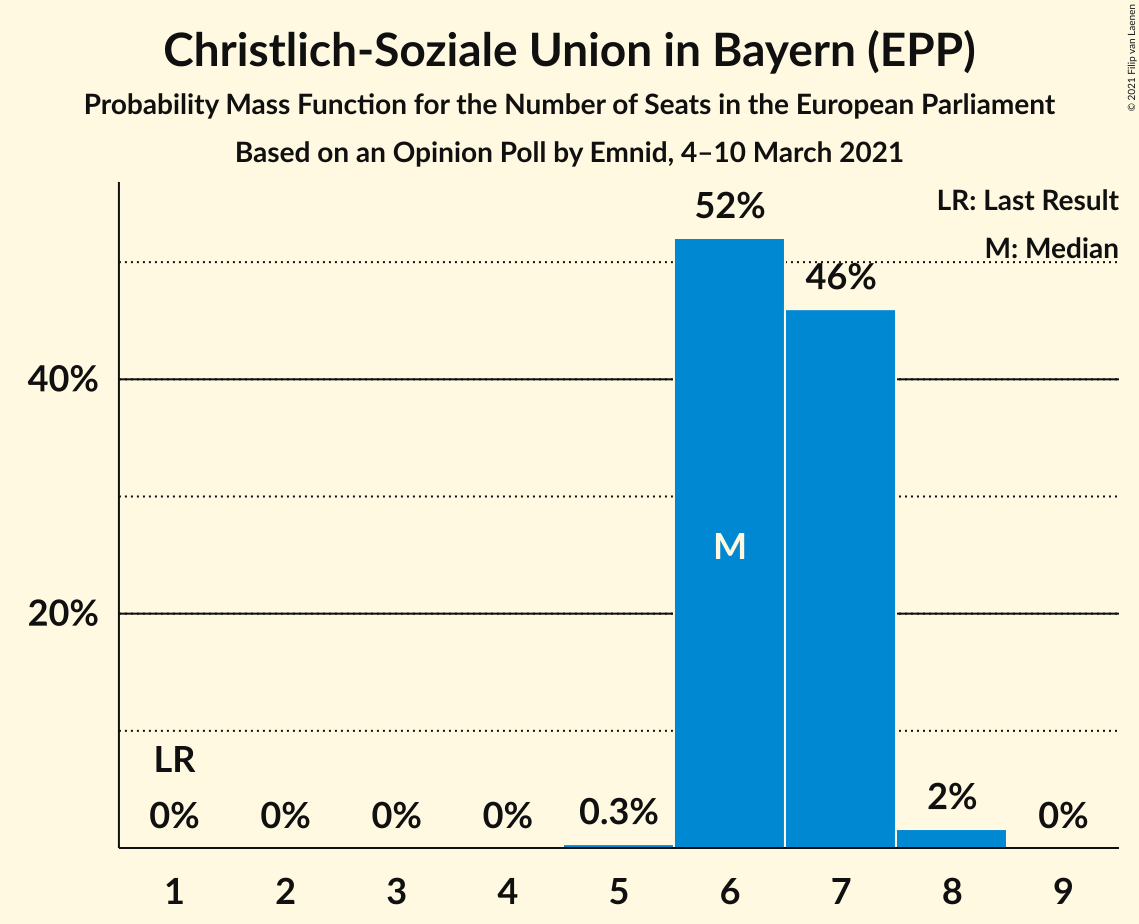 Christlich-Soziale Union in Bayern (EPP)
Probability Mass Function for the Number of Seats in the European Parliament
Based on an Opinion Poll by Emnid, 4–10 March 2021
© 2021 Filip van Laenen
LR: Last Result
M: Median
52%
46%
40%
M
20%
LR
0% 0% 0% 0% 0.3% 2% 0%
1 2 3 4 5 6 7 8 9